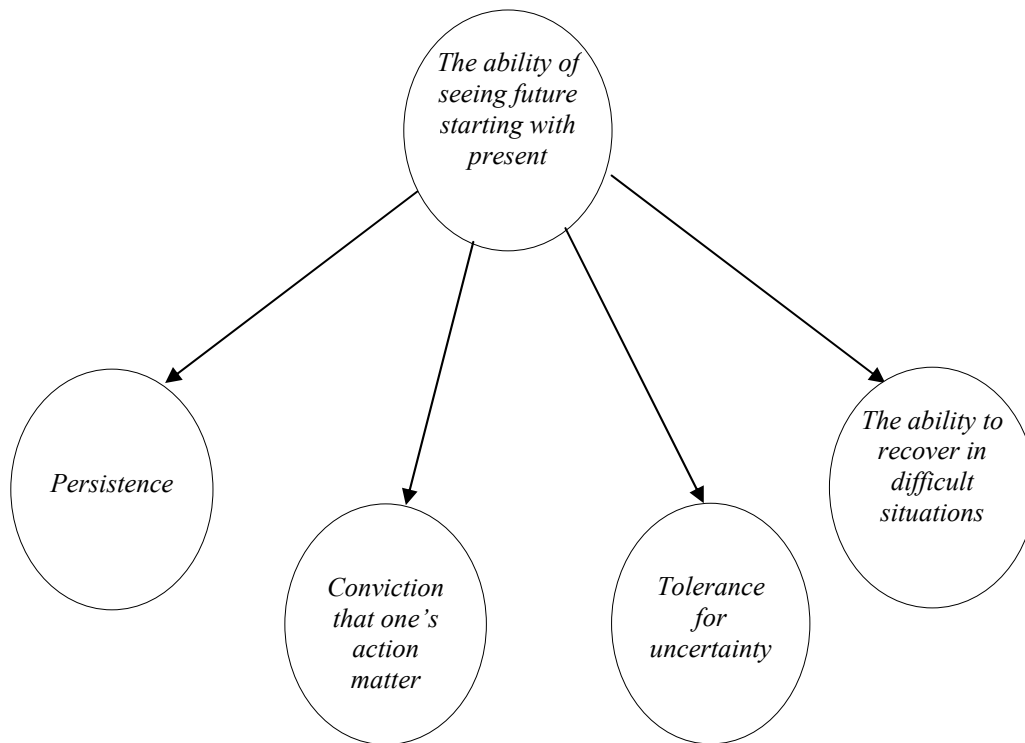 The ability of
seeing future
starting with
present
Persistence
Conviction
that one’s
action
matter
Tolerance
for
uncertainty
The ability to
recover in
difficult
situations